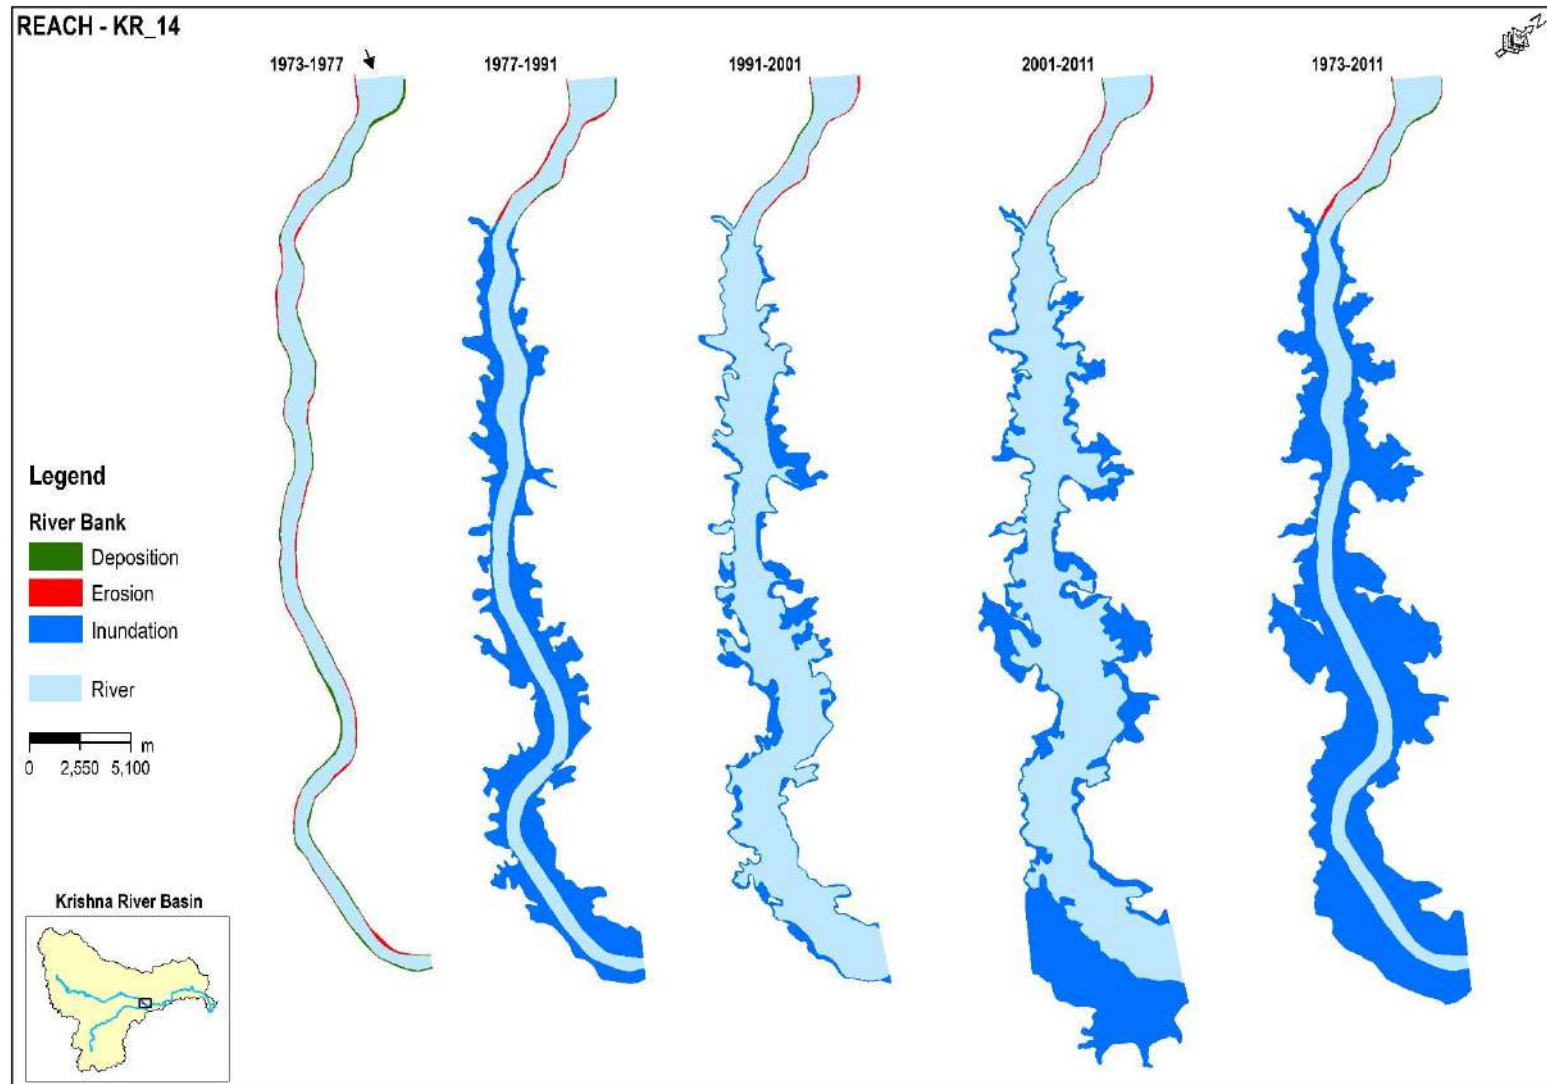 REACH - KR_14
1973-1977
1977-1991
1991-2001
2001-2011
1973-2011
N
Legend
River Bank
Deposition
Erosion
Inundation
River
m
0 2,550 5,100
Krishna River Basin